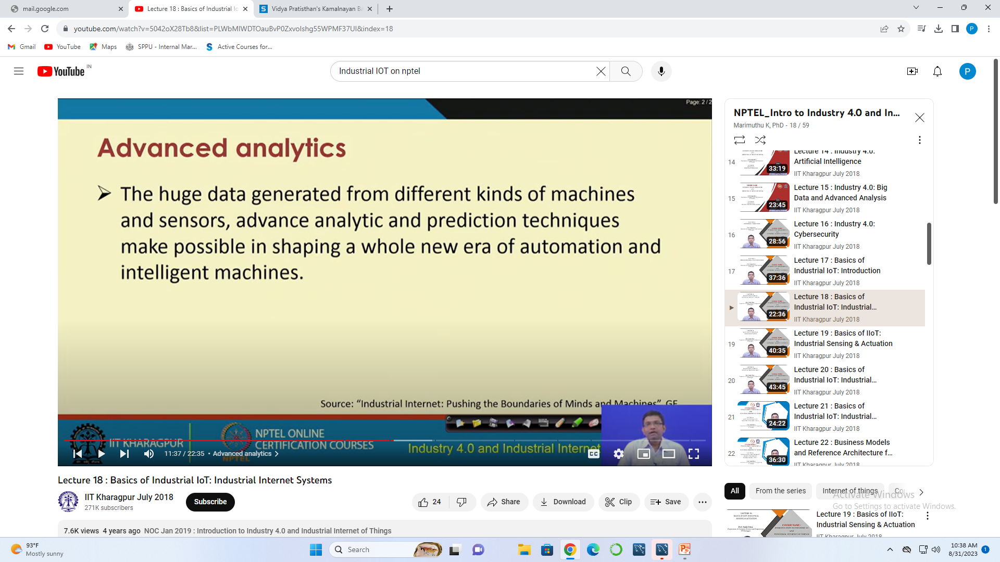 mail.google.com
Lecture 18 : Basics of Industrial Io
Vidya Pratisthan's Kamalnayan Ba
youtube.com/watch?v=5042oX28Tb8&list=PLWbMIWDTOauBvP0Zxvolshg55WPMF37UI&index=18
P
Gmail
YouTube
Maps
SPPU - Internal Mar...
Active Courses for...
YouTube IN
Industrial IOT on nptel
P
Page: 2 / 2
Advanced analytics
➢ The huge data generated from different kinds of machines
and sensors, advance analytic and prediction techniques
make possible in shaping a whole new era of automation and
intelligent machines.
Source: “Industrial Internet: Pushing the Boundaries of Minds and Machines”, GE
IIT KHARAGPUR
NPTEL
NPTEL ONLINE
CERTIFICATION COURSES
Industry 4.0 and Industrial Internet
11:37 / 22:35 • Advanced analytics
CC
NPTEL_Intro to Industry 4.0 and In...
Marimuthu K, PhD - 18 / 59
14
33:19
Lecture 14 : Industry 4.0:
Artificial Intelligence
IIT Kharagpur July 2018
15
23:45
Lecture 15 : Industry 4.0: Big
Data and Advanced Analysis
IIT Kharagpur July 2018
16
28:56
Lecture 16 : Industry 4.0:
Cybersecurity
IIT Kharagpur July 2018
17
37:36
Lecture 17 : Basics of
Industrial IoT: Introduction
IIT Kharagpur July 2018
22:36
Lecture 18 : Basics of
Industrial IoT: Industrial...
IIT Kharagpur July 2018
19
40:35
Lecture 19 : Basics of IIoT:
Industrial Sensing & Actuation
IIT Kharagpur July 2018
20
43:45
Lecture 20 : Basics of
Industrial IoT: Industrial...
IIT Kharagpur July 2018
21
24:22
Lecture 21 : Basics of
Industrial IoT: Industrial...
IIT Kharagpur July 2018
22
36:30
Lecture 22 : Business Models
and Reference Architecture f...
IIT Kharagpur July 2018
Lecture 18 : Basics of Industrial IoT: Industrial Internet Systems
IIT Kharagpur July 2018
271K subscribers
Subscribe
24
Share
Download
Clip
Save
7.6K views 4 years ago NOC Jan 2019 : Introduction to Industry 4.0 and Industrial Internet of Things
All
From the series
Internet of things
Co
Activate Windows
Go to Settings to activate Windows.
Lecture 19 : Basics of IIoT:
Industrial Sensing & Actuation
IIT Kharagpur July 2018
93°F
Mostly sunny
Search
10:38 AM
8/31/2023
1